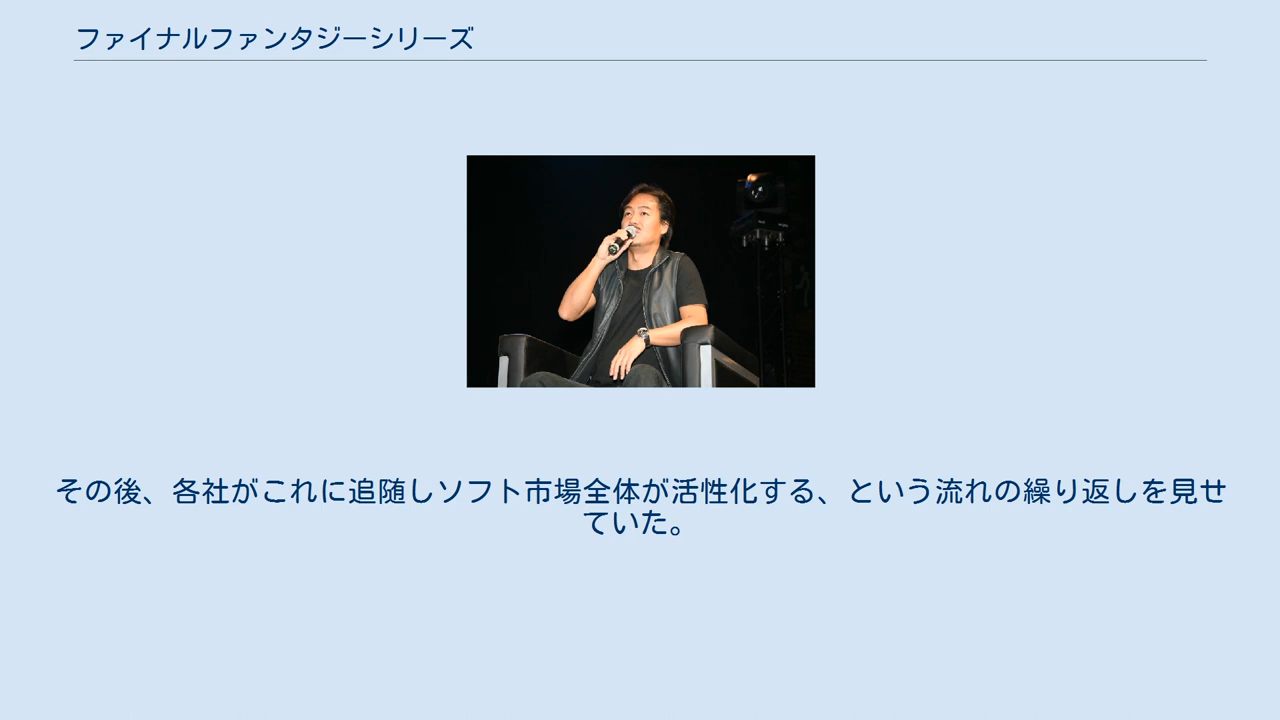 ファイナルファンタジーシリーズ
その後、各社がこれに追随しソフト市場全体が活性化する、という流れの繰り返しを見せ
ていた。